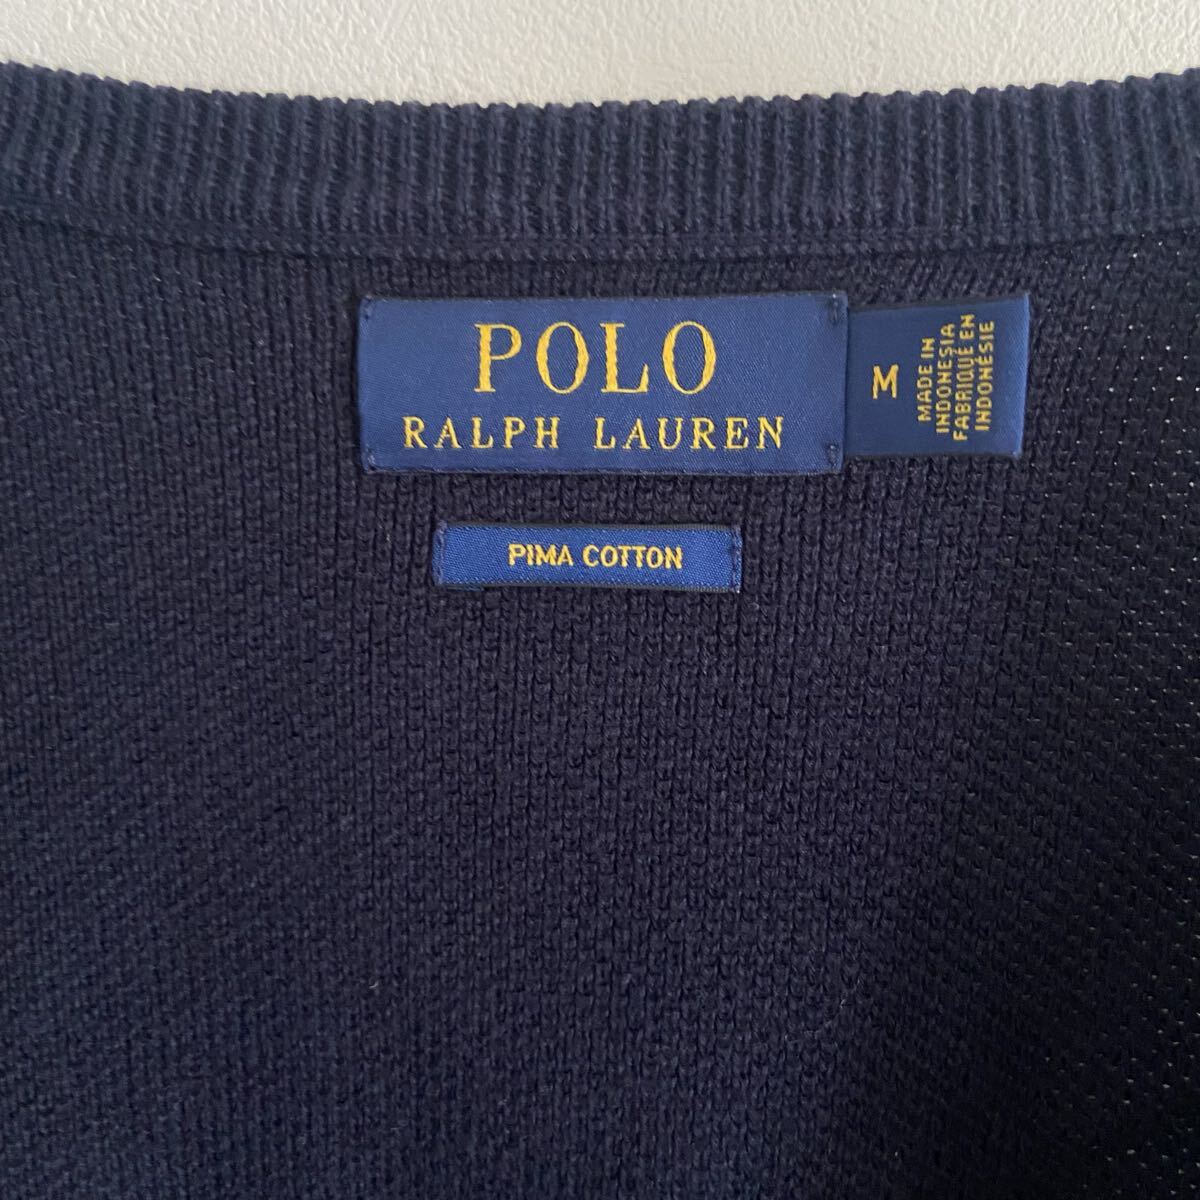 POLO
RALPH LAUREN
M
MADE IN
INDONESIA
FABRIQUÉ EN
INDONÉSIE
PIMA COTTON